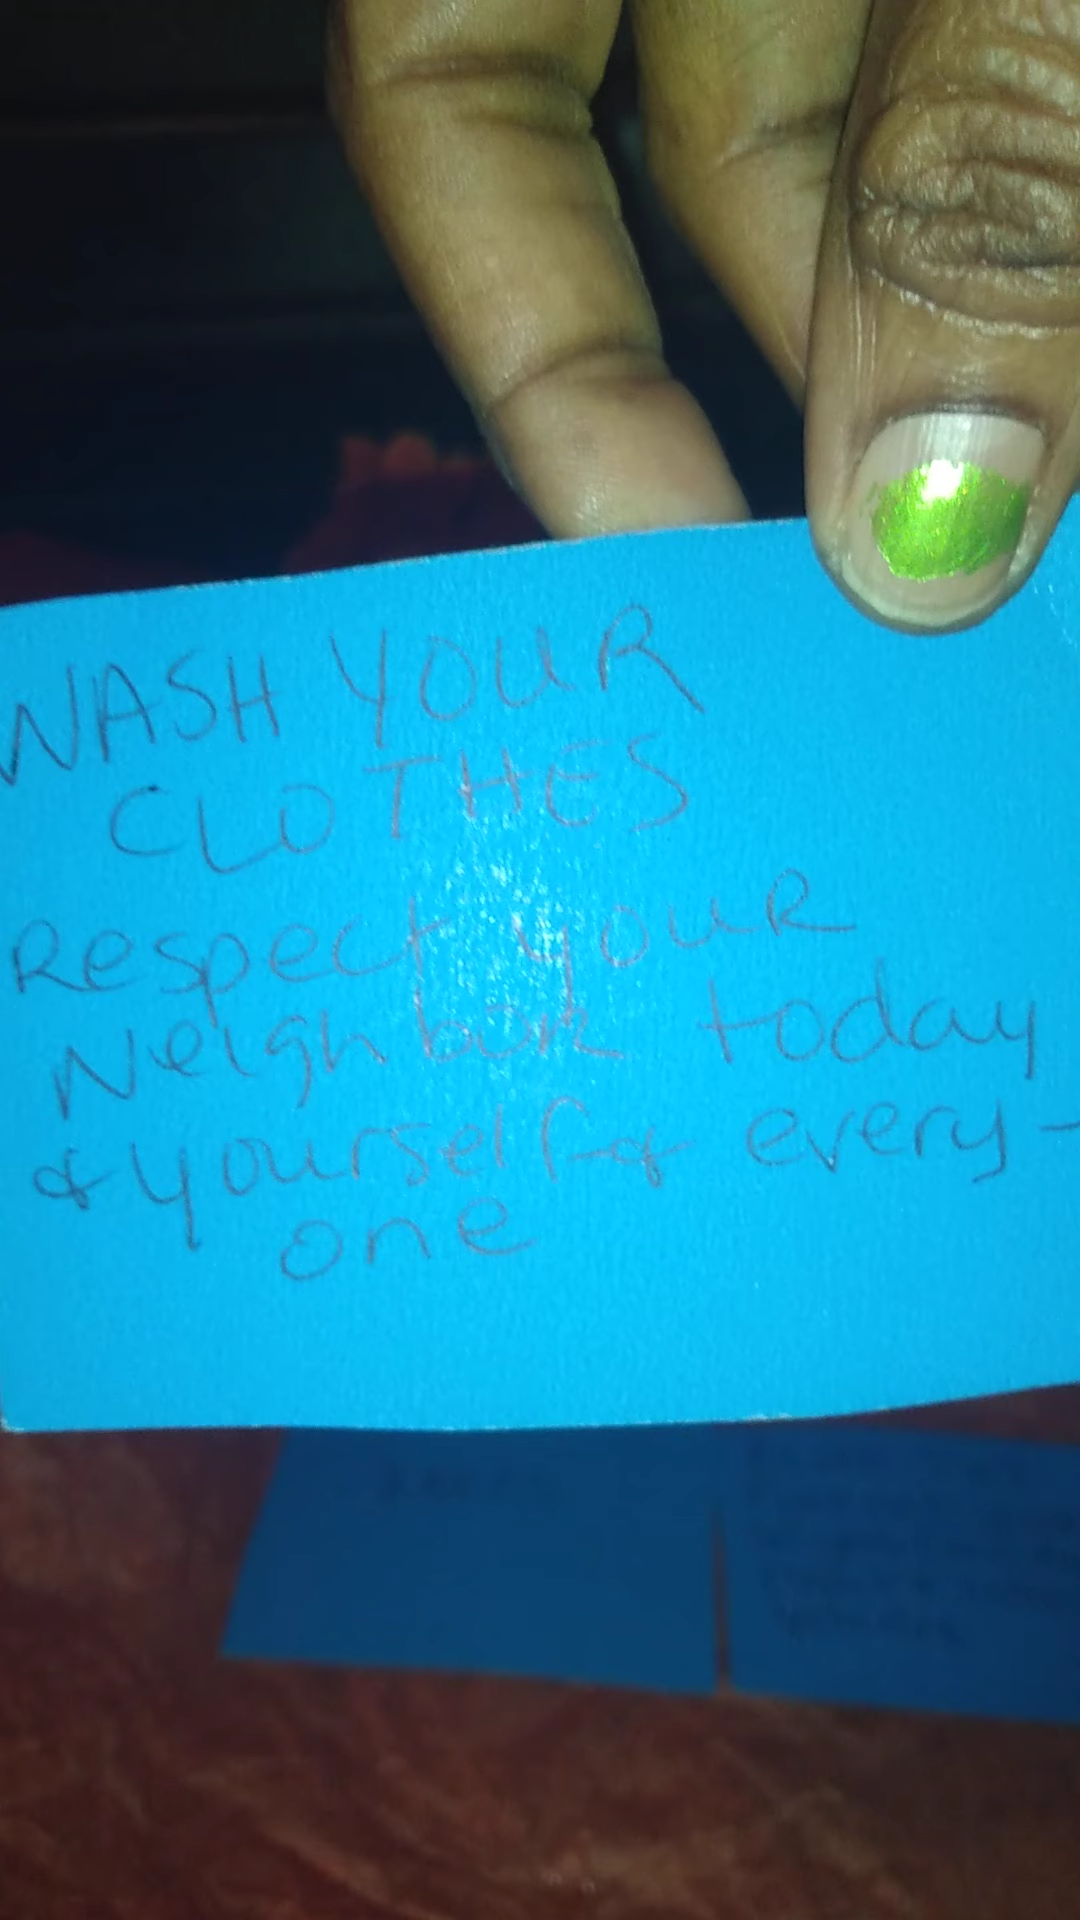 WASH YOUR
CLOTHES
Respect youR
Neighbor today
& yourself & every-
one